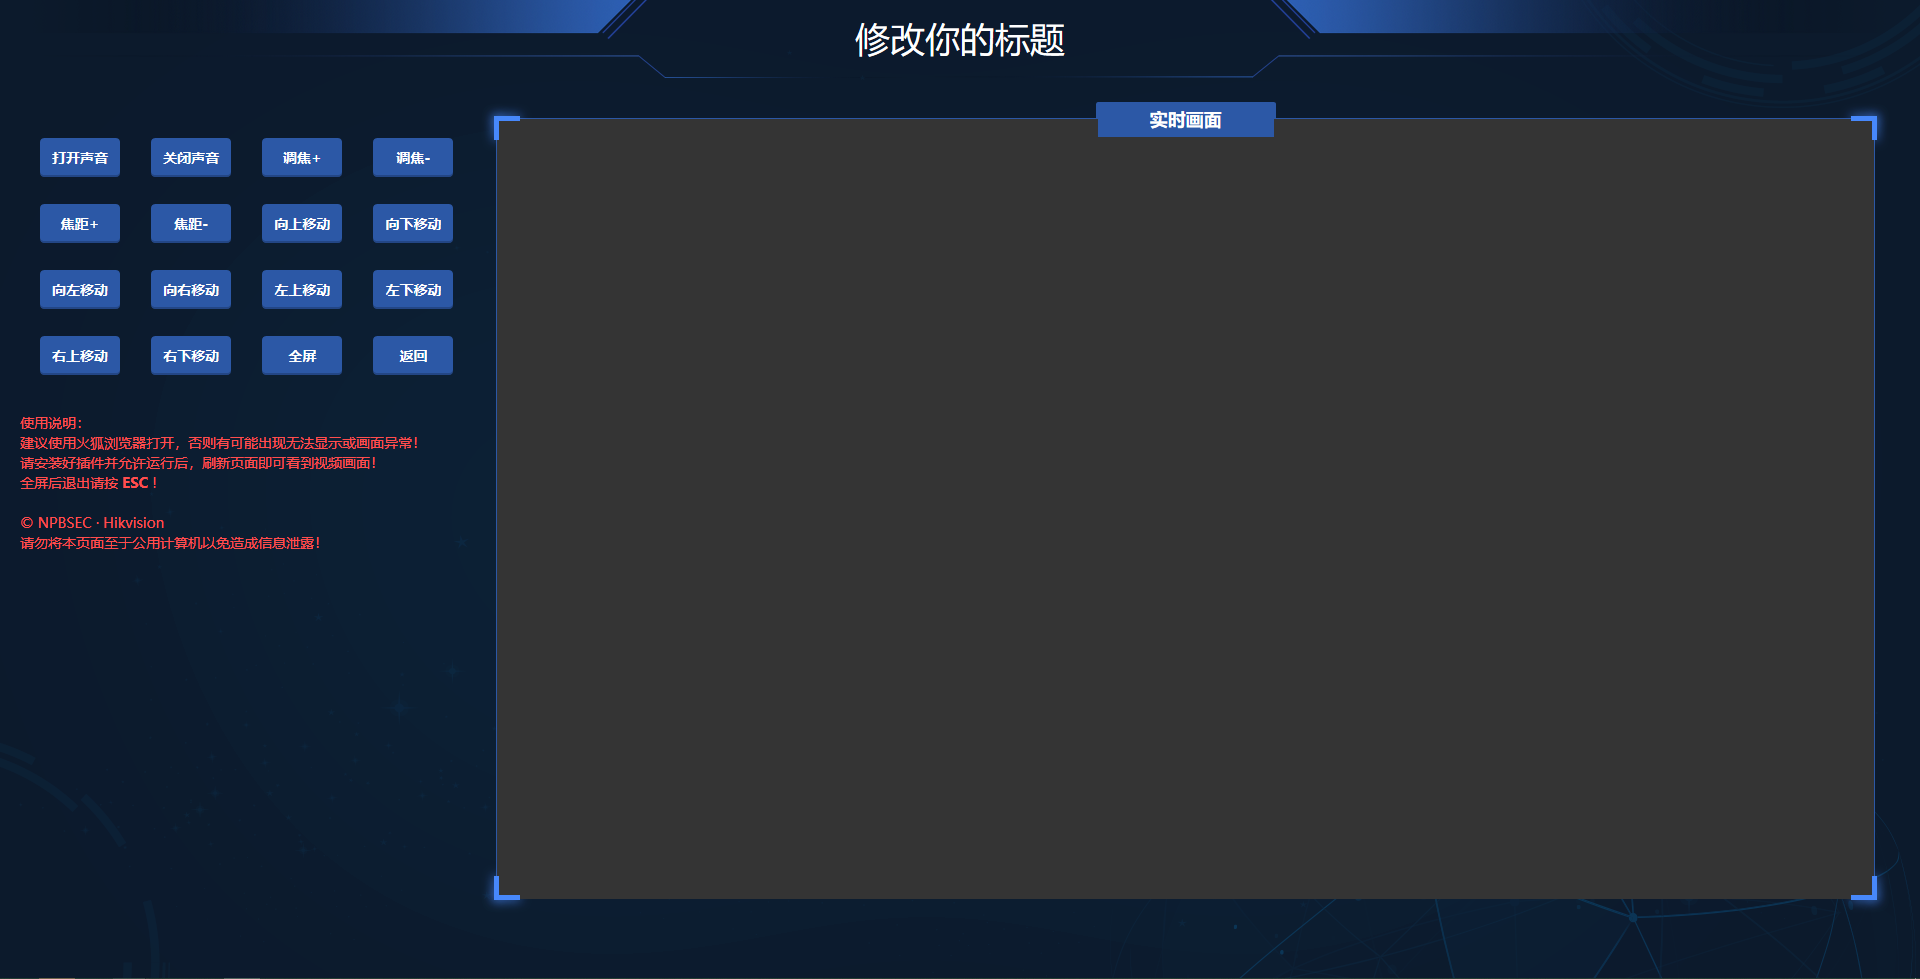 修改你的标题
实时画面
打开声音 关闭声音 调焦+ 调焦-
焦距+ 焦距- 向上移动 向下移动
向左移动 向右移动 左上移动 左下移动
右上移动 右下移动 全屏 返回
使用说明：
建议使用火狐浏览器打开，否则有可能出现无法显示或画面异常！
请安装好插件并允许运行后，刷新页面即可看到视频画面！
全屏后退出请按 ESC！
© NPBSEC · Hikvision
请勿将本页面至于公用计算机以免造成信息泄露！